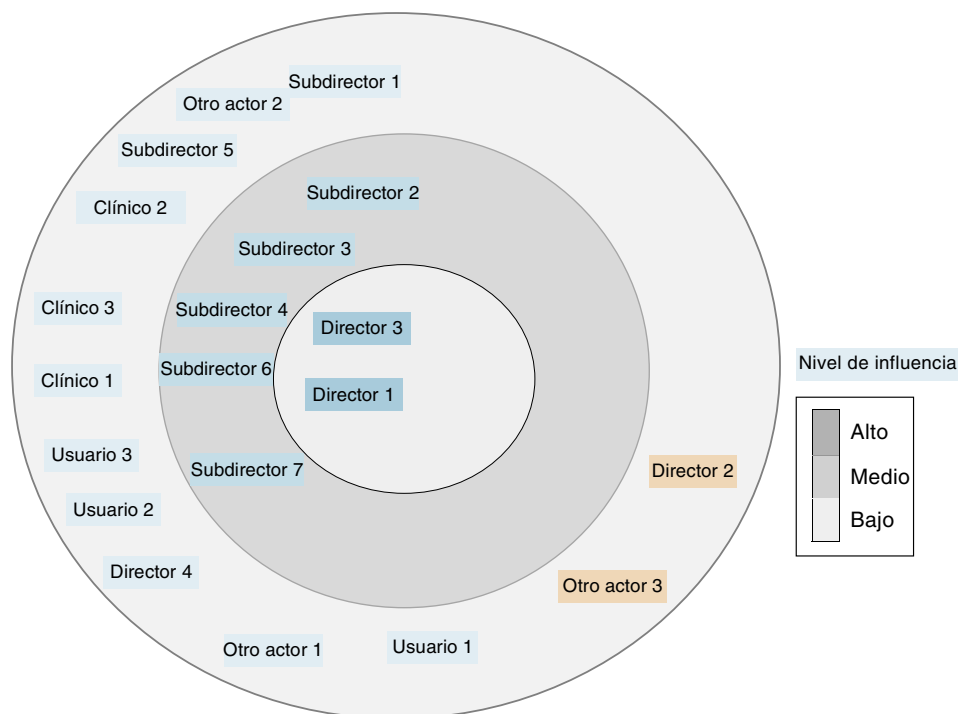 Subdirector 1
Otro actor 2
Subdirector 5
Subdirector 2
Clínico 2
Subdirector 3
Clínico 3
Subdirector 4
Director 3
Subdirector 6
Nivel de influencia
Clínico 1
Director 1
Alto
Usuario 3
Subdirector 7
Director 2
Medio
Usuario 2
Bajo
Director 4
Otro actor 3
Otro actor 1
Usuario 1